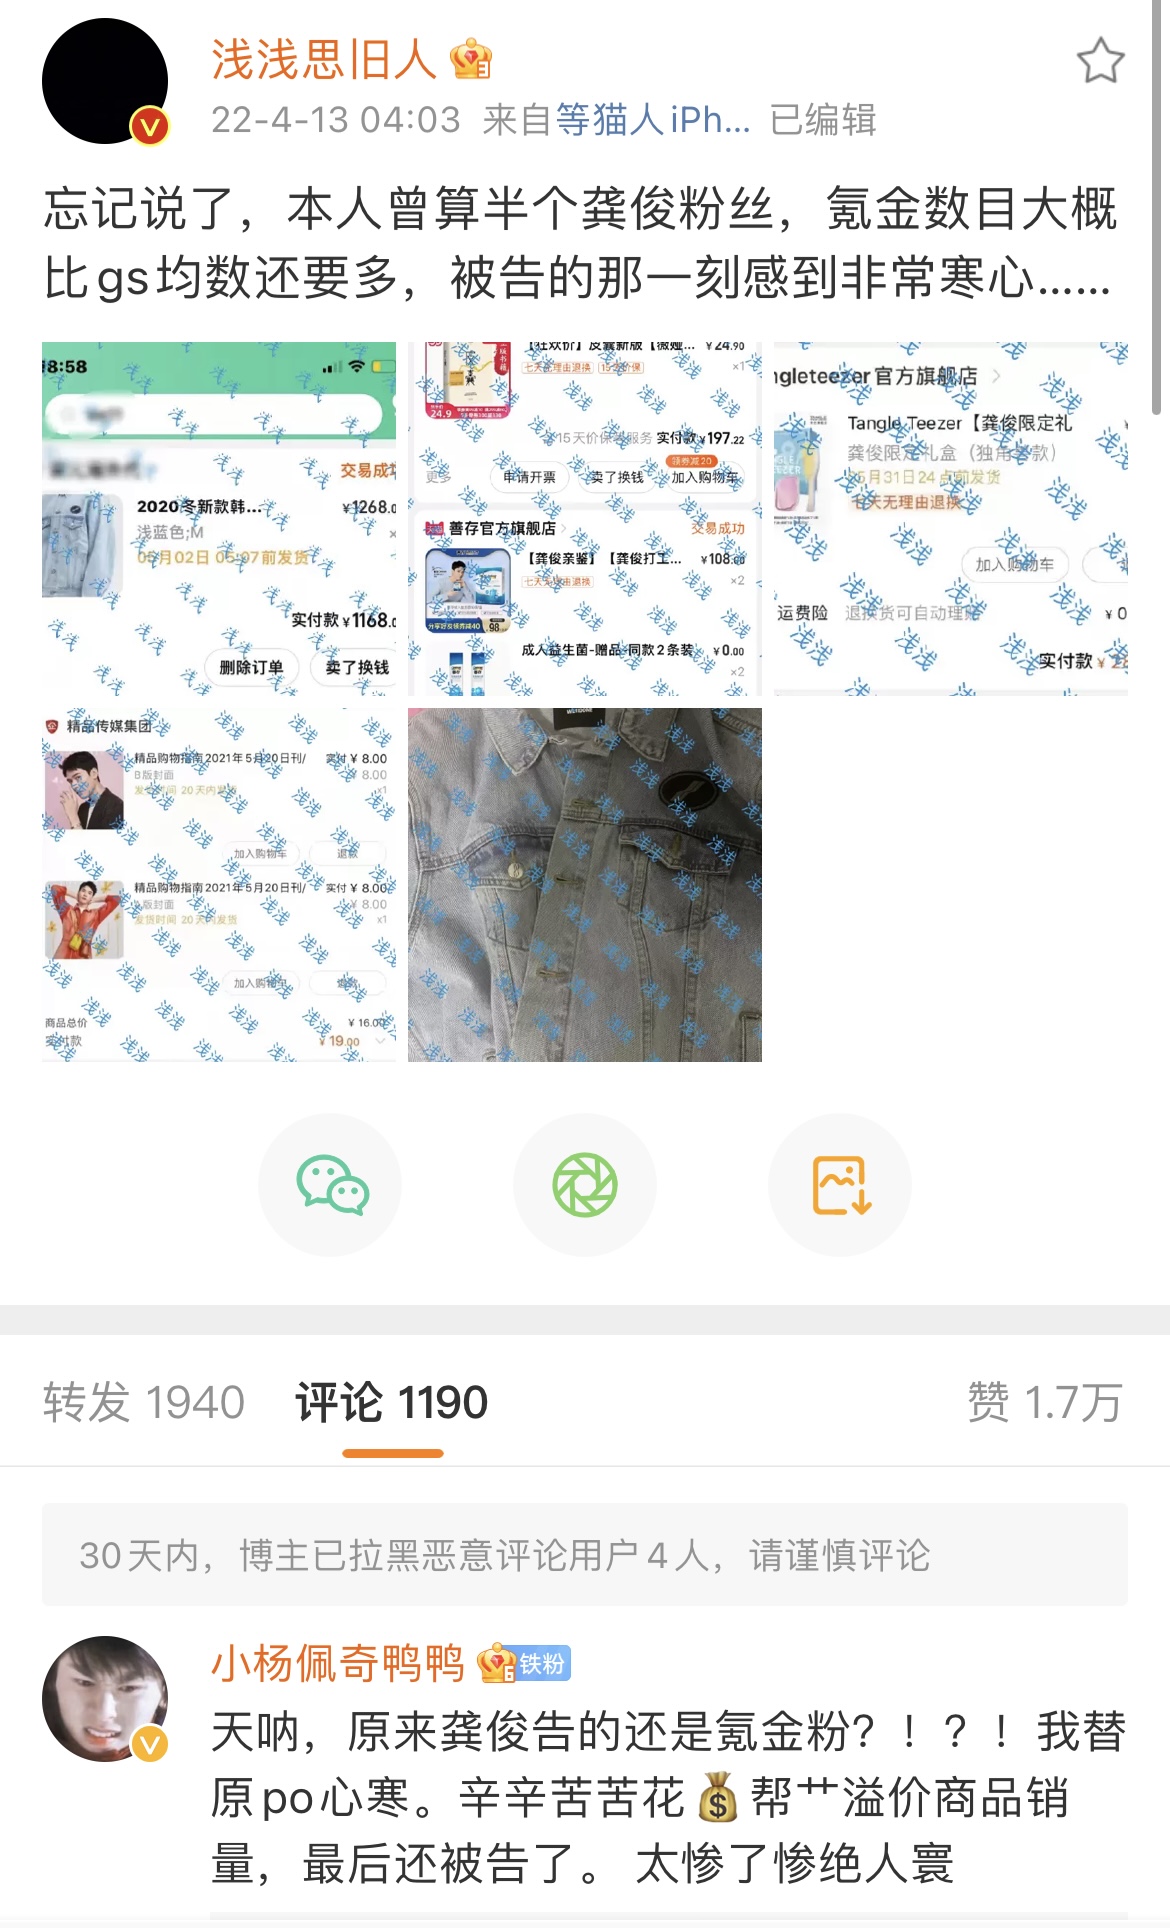 浅浅思旧人
22-4-13 04:03 来自等猫人iPh... 已编辑
忘记说了，本人曾算半个龚俊粉丝，氪金数目大概
比gs均数还要多，被告的那一刻感到非常寒心......
8:58
交易成
2020冬新款韩...
¥1268.0
浅蓝色;M
05月02日 05:07前发货
实付款 ¥1168.0
删除订单
卖了换钱
【狂欢价】皮囊新版【薇娅...
¥24.90
七天无理由退换
15天价保
×1
24.9
15天价保 服务 实付款¥197.22
领券减20
更多
申请开票
卖了换钱
加入购物车
善存官方旗舰店
交易成功
【龚俊亲鉴】【龚俊打工...
¥108.00
七天无理由退换
×2
98
成人益生菌-赠品-同款2条装
¥0.00
×2
ngleteezer官方旗舰店
Tangle Teezer【龚俊限定礼
龚俊限定礼盒（独角兽款）
05月31日24点前发货
七天无理由退换
加入购物车
运费险
退换货可自动理赔
¥0
实付款
精品传媒集团
精品购物指南2021年5月20日刊/
实付 ¥ 8.00
B版封面
¥ 8.00
发货时间 20天内发货
×1
加入购物车
退款
精品购物指南2021年5月20日刊/
实付 ¥ 8.00
版封面
¥ 8.00
发货时间 20天内发货
×1
加入购物车
退款
商品总价
¥ 16.00
实付款
¥ 19.00
浅浅
转发 1940
评论 1190
赞 1.7万
30天内，博主已拉黑恶意评论用户4人，请谨慎评论
小杨佩奇鸭鸭
铁粉
天呐，原来龚俊告的还是氪金粉？！？！我替
原po心寒。辛辛苦苦花💰帮艹溢价商品销
量，最后还被告了。 太惨了惨绝人寰